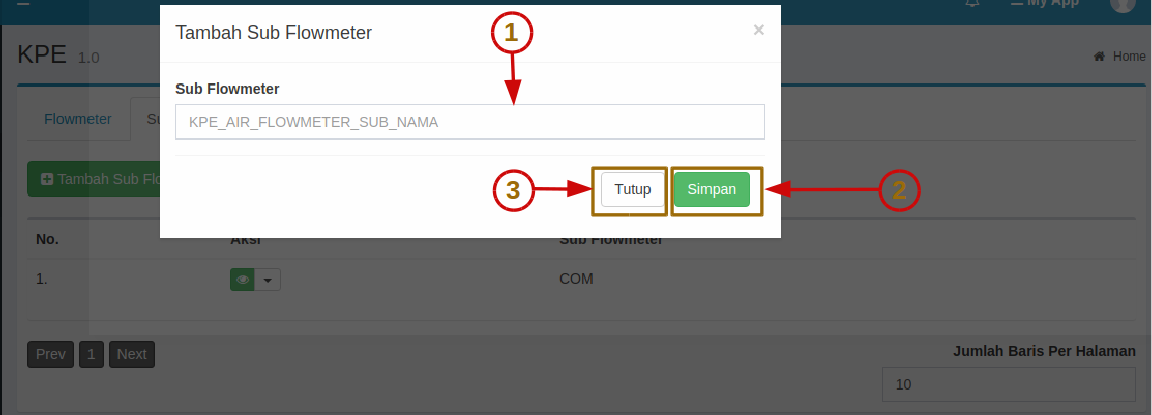 My App
Tambah Sub Flowmeter
×
1
KPE 1.0
Home
Sub Flowmeter
KPE_AIR_FLOWMETER_SUB_NAMA
Flowmeter
Su
Tambah Sub Flo
3
Tutup
Simpan
2
No.
Aksi
Sub Flowmeter
1.
COM
Prev
1
Next
Jumlah Baris Per Halaman
10